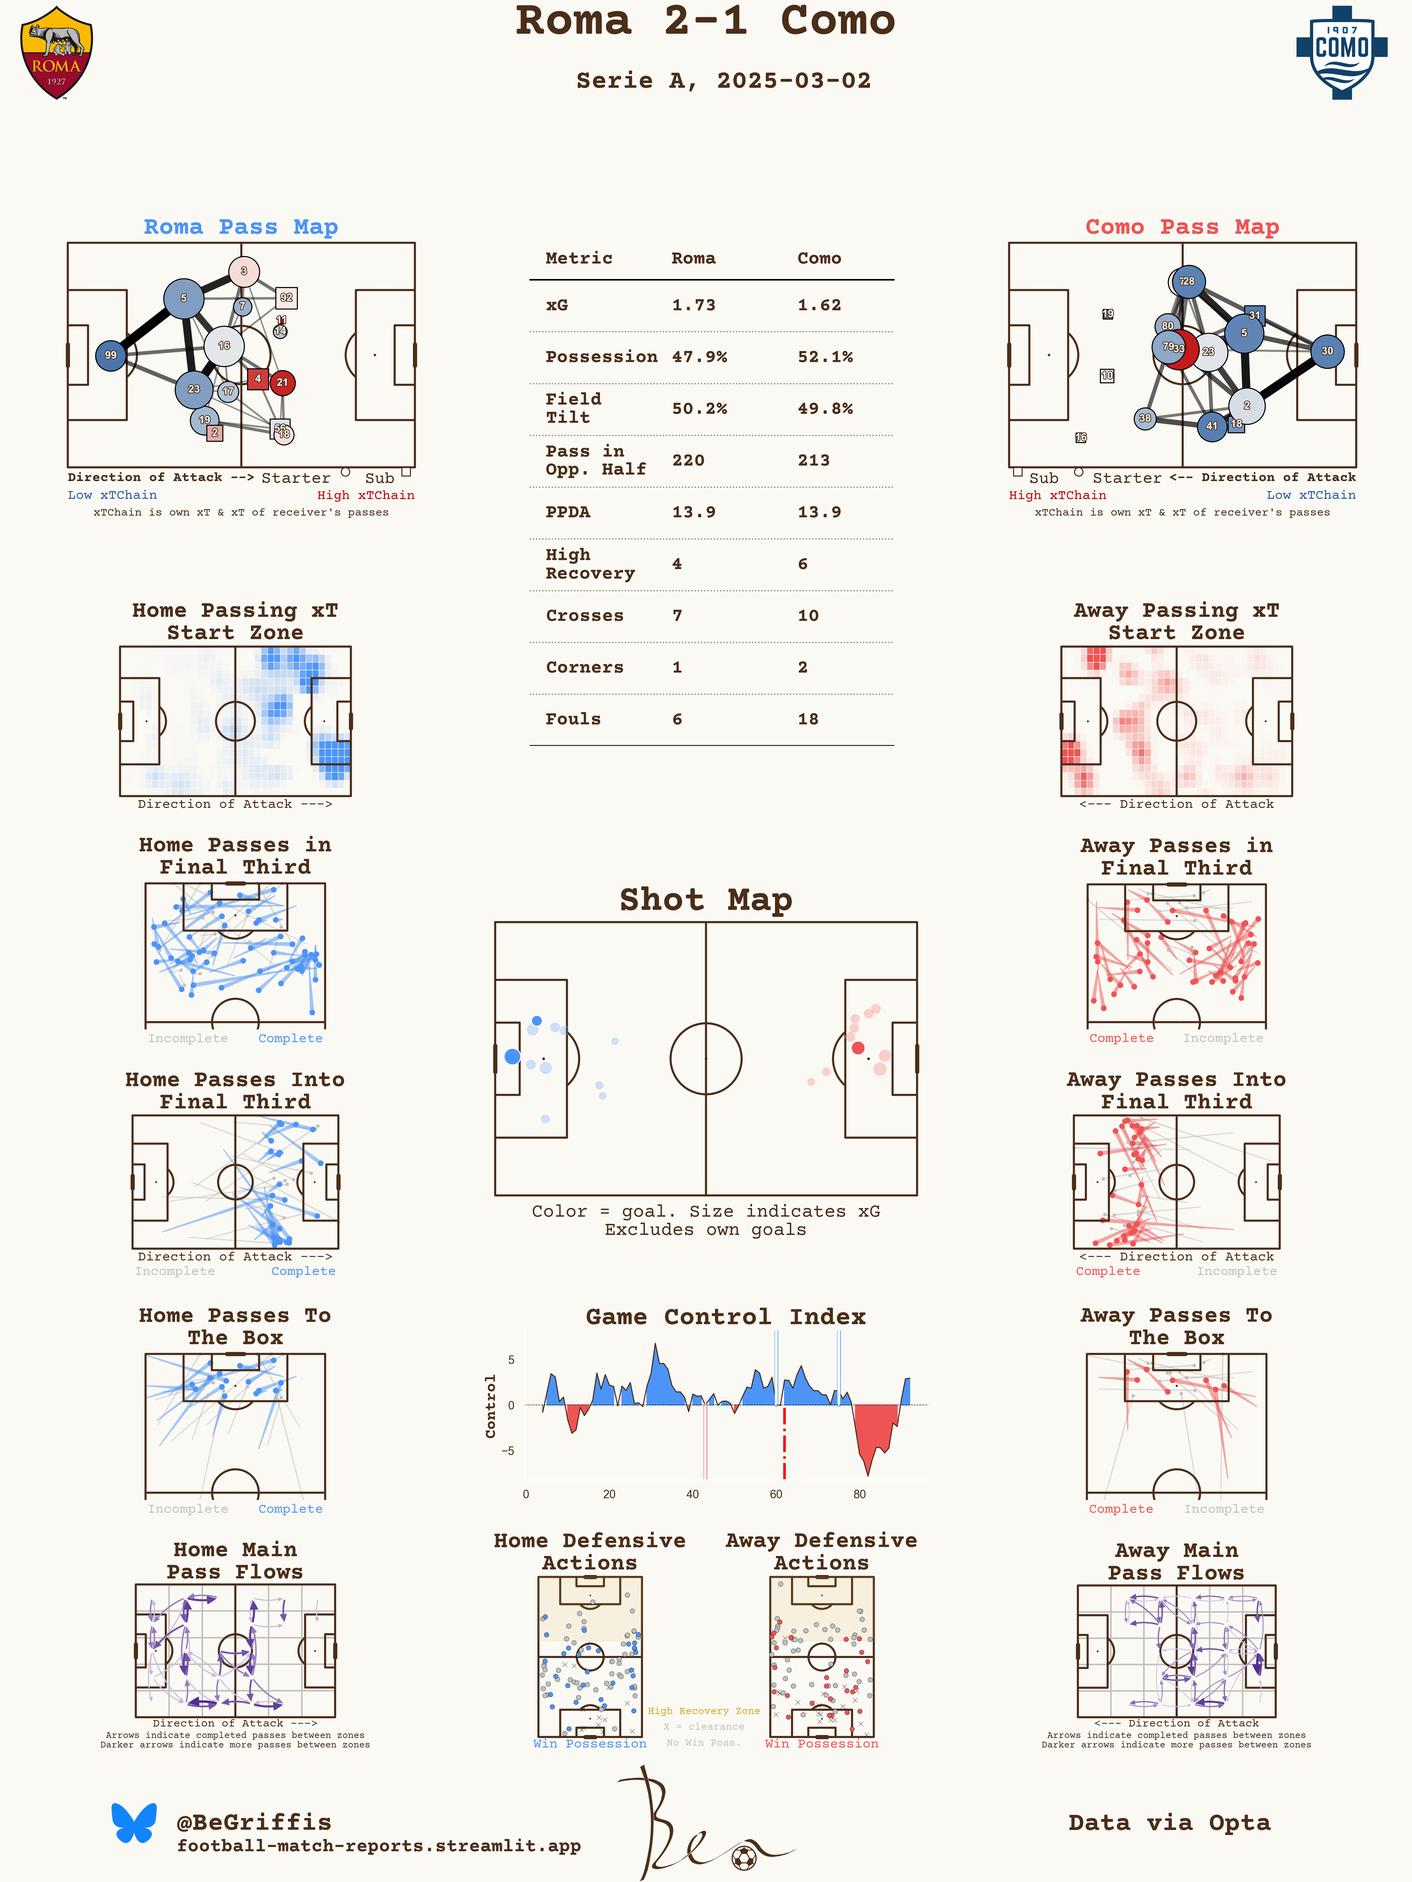 Roma 2-1 Como
Serie A, 2025-03-02
ROMA
1927
1907
COMO
Roma Pass Map
3
5
92
7
11
14
16
99
4
21
23
17
19
2
18
Direction of Attack --> Starter Sub
Low xTChain High xTChain
xTChain is own xT & xT of receiver's passes
Metric Roma Como
xG 1.73 1.62
Possession 47.9% 52.1%
Field
Tilt 50.2% 49.8%
Pass in
Opp. Half 220 213
PPDA 13.9 13.9
High
Recovery 4 6
Crosses 7 10
Corners 1 2
Fouls 6 18
Como Pass Map
28
19
31
80
5
79
33
23
30
10
2
38
41
18
16
Sub Starter <-- Direction of Attack
High xTChain Low xTChain
xTChain is own xT & xT of receiver's passes
Home Passing xT
Start Zone
Direction of Attack --->
Away Passing xT
Start Zone
<--- Direction of Attack
Home Passes in
Final Third
Incomplete Complete
Away Passes in
Final Third
Complete Incomplete
Shot Map
Color = goal. Size indicates xG
Excludes own goals
Home Passes Into
Final Third
Direction of Attack --->
Incomplete Complete
Away Passes Into
Final Third
<--- Direction of Attack
Complete Incomplete
Home Passes To
The Box
Incomplete Complete
Game Control Index
Control
5
0
−5
0 20 40 60 80
Away Passes To
The Box
Complete Incomplete
Home Main
Pass Flows
Direction of Attack --->
Arrows indicate completed passes between zones
Darker arrows indicate more passes between zones
Home Defensive
Actions
Win Possession
Away Defensive
Actions
Win Possession
High Recovery Zone
X = clearance
No Win Poss.
Away Main
Pass Flows
<--- Direction of Attack
Arrows indicate completed passes between zones
Darker arrows indicate more passes between zones
@BeGriffis
football-match-reports.streamlit.app
Ben
Data via Opta